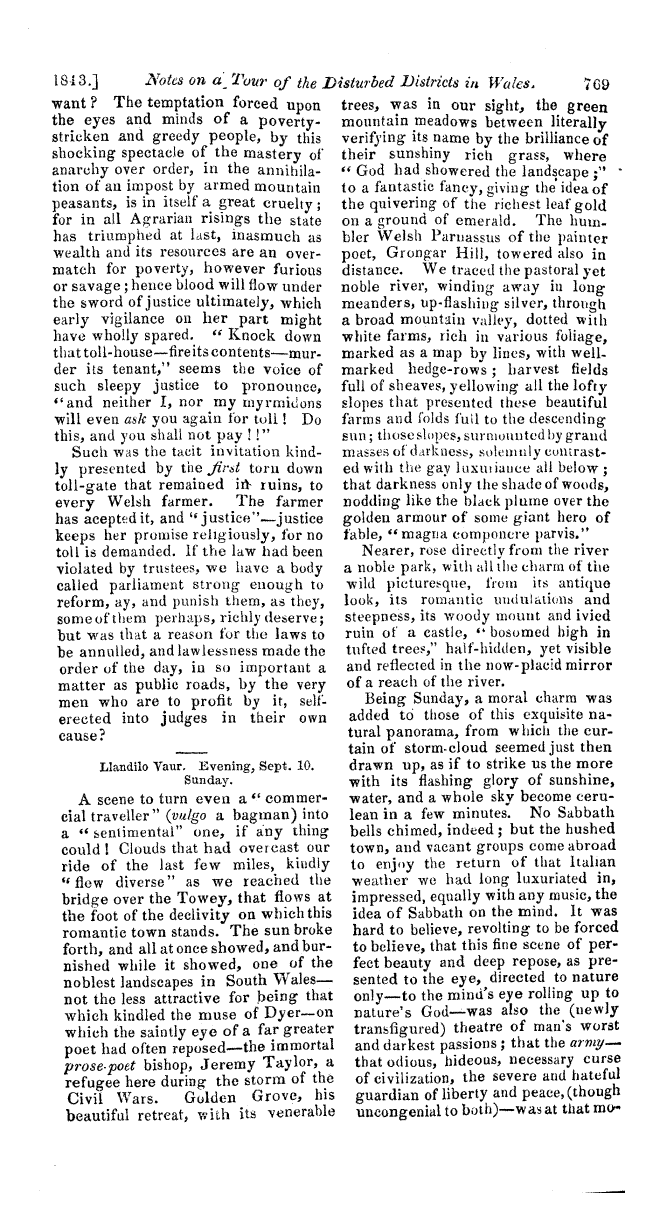 1843.] Notes on a Tour of the Disturbed Districts in Wales. 769
want? The temptation forced upon
the eyes and minds of a poverty-
stricken and greedy people, by this
shocking spectacle of the mastery of
anarchy over order, in the annihila-
tion of an impost by armed mountain
peasants, is in itself a great cruelty;
for in all Agrarian risings the state
has triumphed at last, inasmuch as
wealth and its resources are an over-
match for poverty, however furious
or savage; hence blood will flow under
the sword of justice ultimately, which
early vigilance on her part might
have wholly spared. "Knock down
that toll-house—fire its contents—mur-
der its tenant," seems the voice of
such sleepy justice to pronounce,
"and neither I, nor my myrmidons
will even ask you again for toll! Do
this, and you shall not pay!!"
Such was the tacit invitation kind-
ly presented by the first torn down
toll-gate that remained in ruins, to
every Welsh farmer. The farmer
has acepted it, and "justice"—justice
keeps her promise religiously, for no
toll is demanded. If the law had been
violated by trustees, we have a body
called parliament strong enough to
reform, ay, and punish them, as they,
some of them perhaps, richly deserve;
but was that a reason for the laws to
be annulled, and lawlessness made the
order of the day, in so important a
matter as public roads, by the very
men who are to profit by it, self-
erected into judges in their own
cause?
Llandilo Vaur. Evening, Sept. 10.
Sunday.
A scene to turn even a "commer-
cial traveller" (vulgo a bagman) into
a "sentimental" one, if any thing
could! Clouds that had overcast our
ride of the last few miles, kindly
"flew diverse" as we reached the
bridge over the Towey, that flows at
the foot of the declivity on which this
romantic town stands. The sun broke
forth, and all at once showed, and bur-
nished while it showed, one of the
noblest landscapes in South Wales—
not the less attractive for being that
which kindled the muse of Dyer—on
which the saintly eye of a far greater
poet had often reposed—the immortal
prose-poet bishop, Jeremy Taylor, a
refugee here during the storm of the
Civil Wars. Golden Grove, his
beautiful retreat, with its venerable
trees, was in our sight, the green
mountain meadows between literally
verifying its name by the brilliance of
their sunshiny rich grass, where
"God had showered the landscape;"
to a fantastic fancy, giving the idea of
the quivering of the richest leaf gold
on a ground of emerald. The hum-
bler Welsh Parnassus of the painter
poet, Grongar Hill, towered also in
distance. We traced the pastoral yet
noble river, winding away in long
meanders, up-flashing silver, through
a broad mountain valley, dotted with
white farms, rich in various foliage,
marked as a map by lines, with well-
marked hedge-rows; harvest fields
full of sheaves, yellowing all the lofty
slopes that presented these beautiful
farms and folds full to the descending
sun; those slopes, surmounted by grand
masses of darkness, solemnly contrast-
ed with the gay luxuriance all below;
that darkness only the shade of woods,
nodding like the black plume over the
golden armour of some giant hero of
fable, "magna componere parvis."
Nearer, rose directly from the river
a noble park, with all the charm of the
wild picturesque, from its antique
look, its romantic undulations and
steepness, its woody mount and ivied
ruin of a castle, "bosomed high in
tufted trees," half-hidden, yet visible
and reflected in the now-placid mirror
of a reach of the river.
Being Sunday, a moral charm was
added to those of this exquisite na-
tural panorama, from which the cur-
tain of storm-cloud seemed just then
drawn up, as if to strike us the more
with its flashing glory of sunshine,
water, and a whole sky become ceru-
lean in a few minutes. No Sabbath
bells chimed, indeed; but the hushed
town, and vacant groups come abroad
to enjoy the return of that Italian
weather we had long luxuriated in,
impressed, equally with any music, the
idea of Sabbath on the mind. It was
hard to believe, revolting to be forced
to believe, that this fine scene of per-
fect beauty and deep repose, as pre-
sented to the eye, directed to nature
only—to the mind's eye rolling up to
nature's God—was also the (newly
transfigured) theatre of man's worst
and darkest passions; that the army—
that odious, hideous, necessary curse
of civilization, the severe and hateful
guardian of liberty and peace, (though
uncongenial to both)—was at that mo-